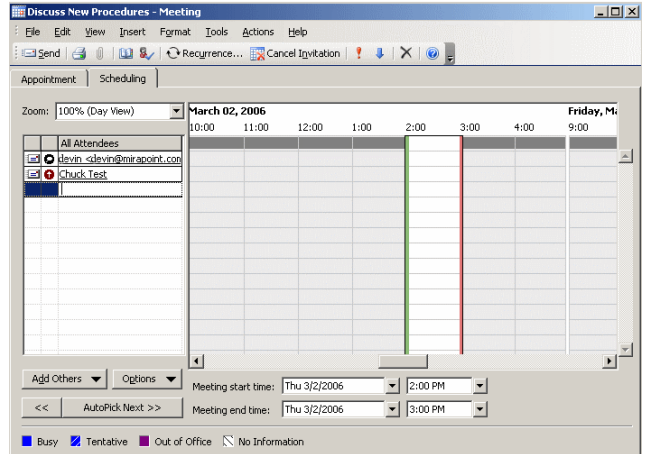 Discuss New Procedures - Meeting
File Edit View Insert Format Tools Actions Help
Send Recurrence... Cancel Invitation
Appointment Scheduling
Zoom: 100% (Day View)
March 02, 2006 Friday, Ma
10:00 11:00 12:00 1:00 2:00 3:00 4:00 9:00
All Attendees
devin <devin@mirapoint.con
Chuck Test
Add Others Options
Meeting start time: Thu 3/2/2006 2:00 PM
<< AutoPick Next >>
Meeting end time: Thu 3/2/2006 3:00 PM
Busy Tentative Out of Office No Information